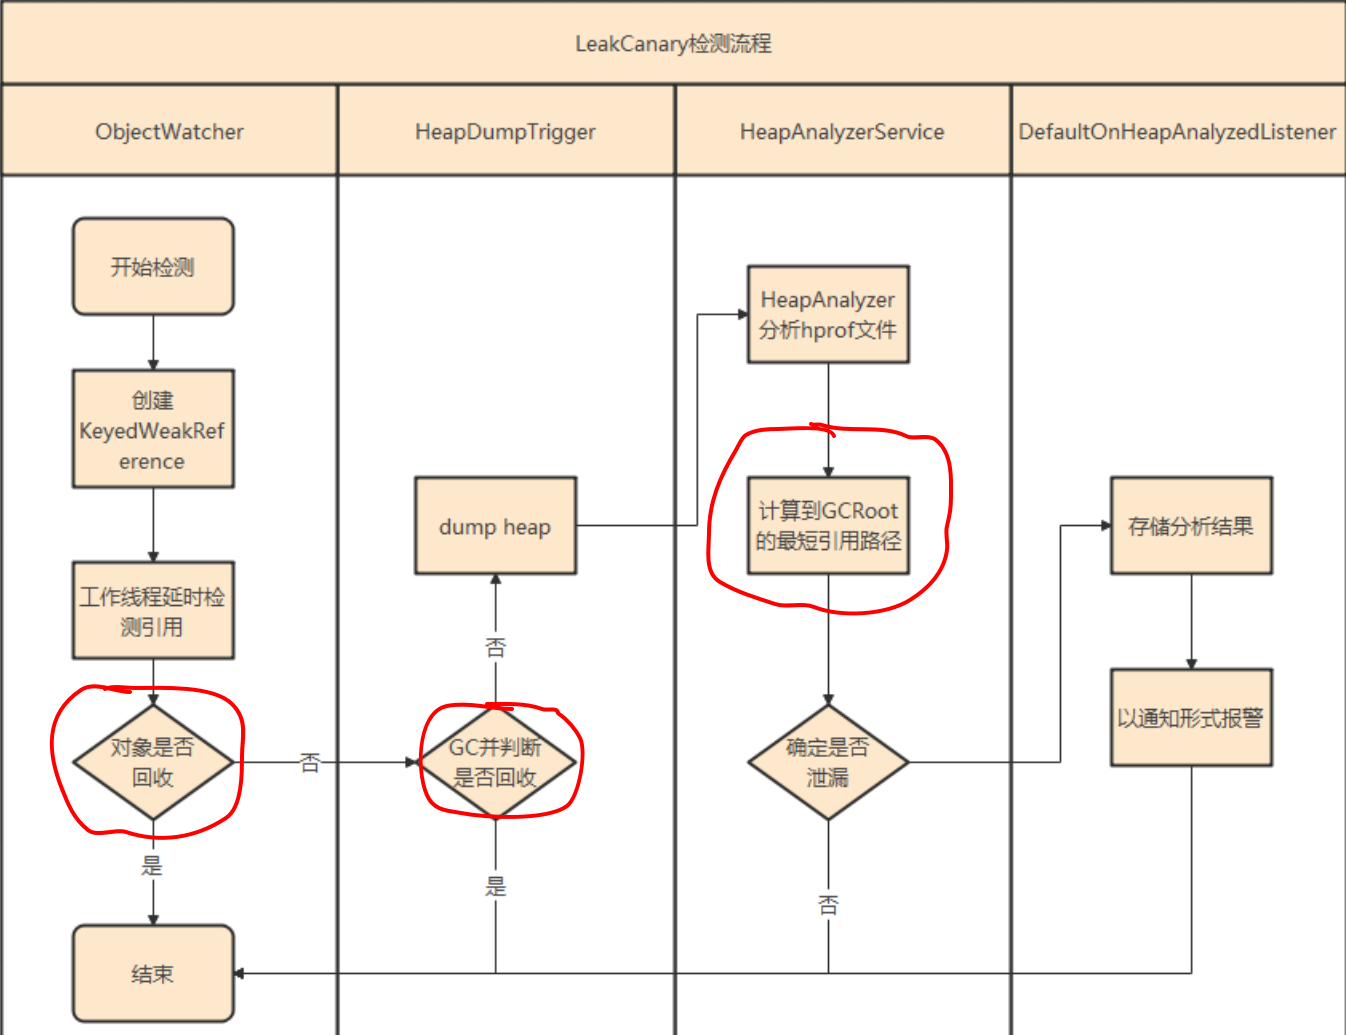 LeakCanary检测流程
ObjectWatcher
HeapDumpTrigger
HeapAnalyzerService
DefaultOnHeapAnalyzedListener
开始检测
创建
KeyedWeakRef
erence
工作线程延时检
测引用
对象是否
回收
否
是
结束
dump heap
否
GC并判断
是否回收
是
HeapAnalyzer
分析hprof文件
计算到GCRoot
的最短引用路径
确定是否
泄漏
否
存储分析结果
以通知形式报警